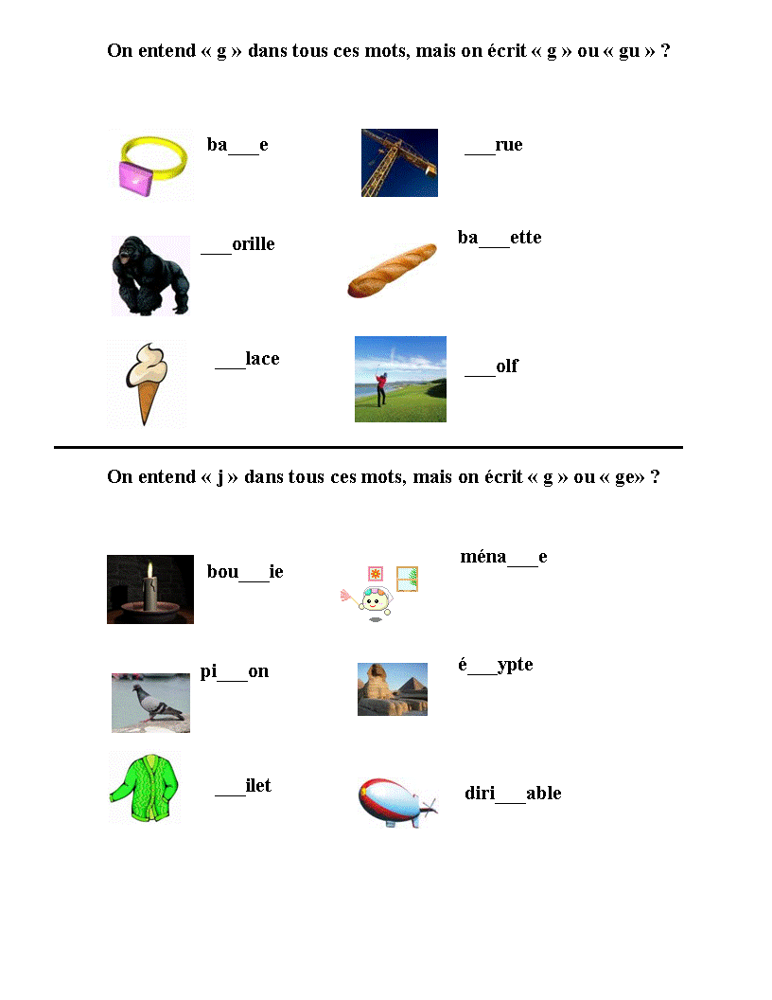 On entend « g » dans tous ces mots, mais on écrit « g » ou « gu » ?
ba___e
___rue
___orille
ba___ette
___lace
___olf
On entend « j » dans tous ces mots, mais on écrit « g » ou « ge» ?
bou___ie
ména___e
pi___on
é___ypte
___ilet
diri___able